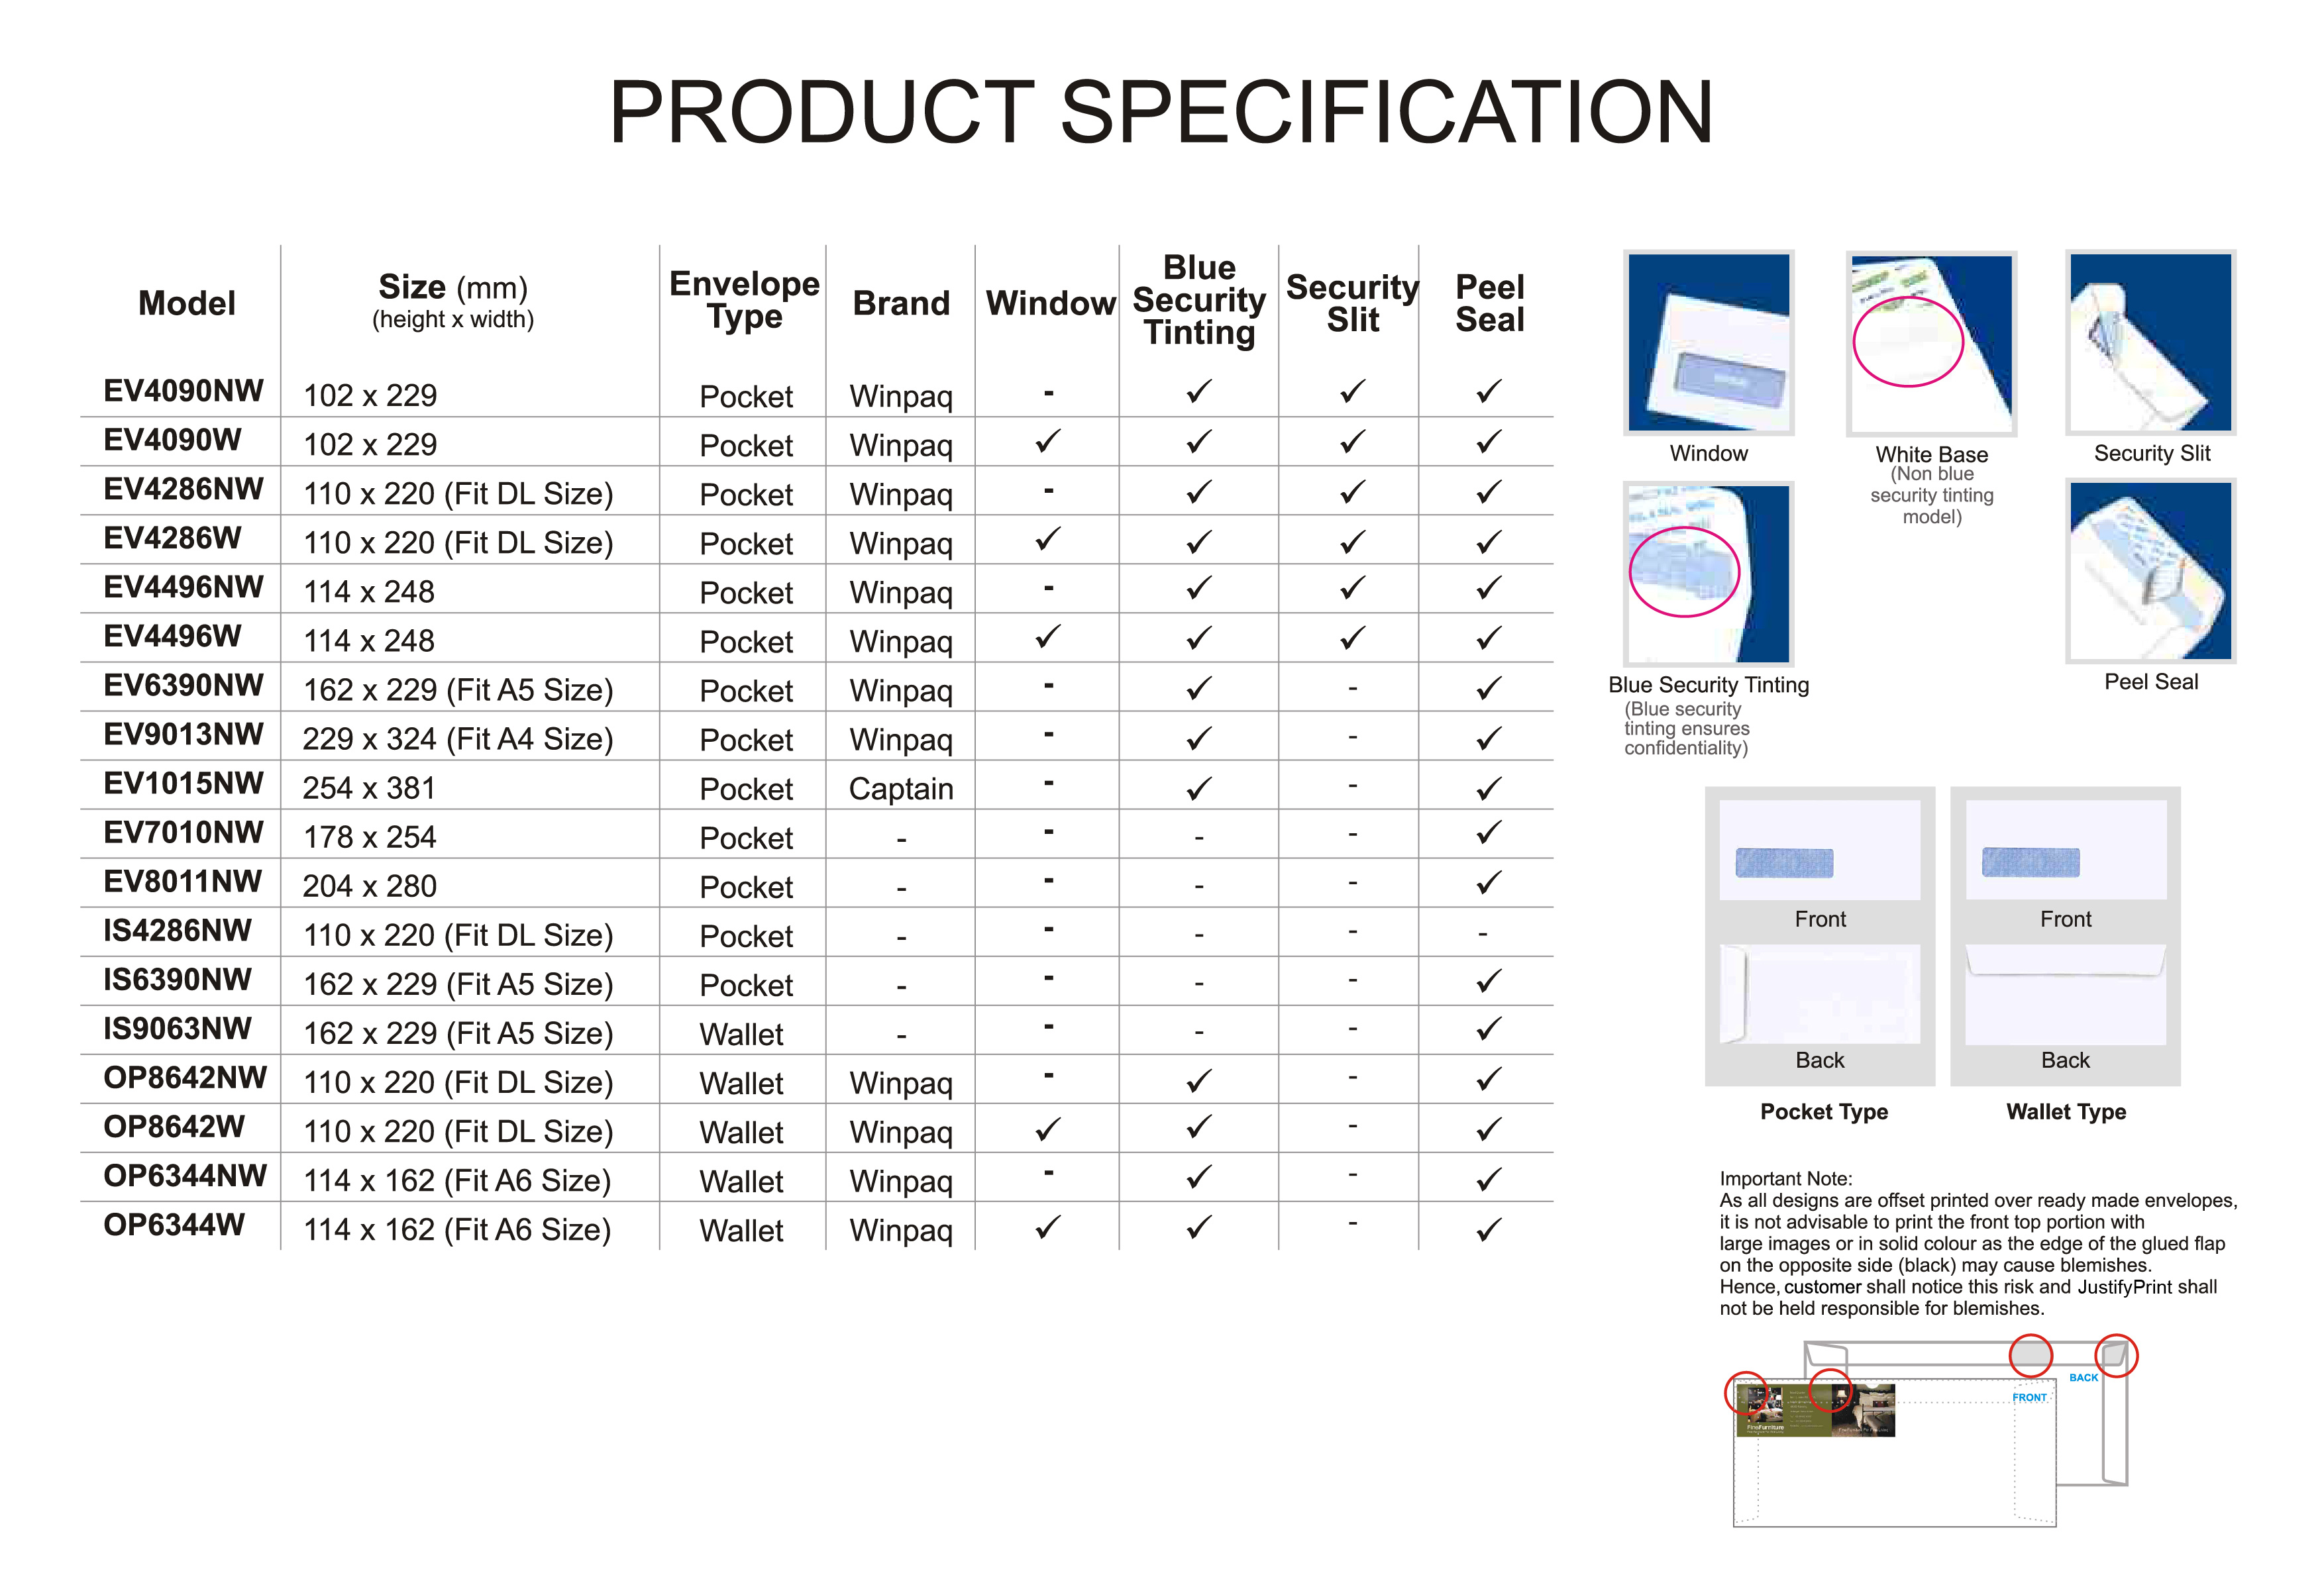 PRODUCT SPECIFICATION
Model Size (mm) (height x width) Envelope Type Brand Window Blue Security Tinting Security Slit Peel Seal
EV4090NW 102 x 229 Pocket Winpaq - ✓ ✓ ✓
EV4090W 102 x 229 Pocket Winpaq ✓ ✓ ✓ ✓
EV4286NW 110 x 220 (Fit DL Size) Pocket Winpaq - ✓ ✓ ✓
EV4286W 110 x 220 (Fit DL Size) Pocket Winpaq ✓ ✓ ✓ ✓
EV4496NW 114 x 248 Pocket Winpaq - ✓ ✓ ✓
EV4496W 114 x 248 Pocket Winpaq ✓ ✓ ✓ ✓
EV6390NW 162 x 229 (Fit A5 Size) Pocket Winpaq - ✓ - ✓
EV9013NW 229 x 324 (Fit A4 Size) Pocket Winpaq - ✓ - ✓
EV1015NW 254 x 381 Pocket Captain - ✓ - ✓
EV7010NW 178 x 254 Pocket - - - - ✓
EV8011NW 204 x 280 Pocket - - - - ✓
IS4286NW 110 x 220 (Fit DL Size) Pocket - - - - -
IS6390NW 162 x 229 (Fit A5 Size) Pocket - - - - ✓
IS9063NW 162 x 229 (Fit A5 Size) Wallet - - - - ✓
OP8642NW 110 x 220 (Fit DL Size) Wallet Winpaq - ✓ - ✓
OP8642W 110 x 220 (Fit DL Size) Wallet Winpaq ✓ ✓ - ✓
OP6344NW 114 x 162 (Fit A6 Size) Wallet Winpaq - ✓ - ✓
OP6344W 114 x 162 (Fit A6 Size) Wallet Winpaq ✓ ✓ - ✓
Window
White Base
(Non blue
security tinting
model)
Security Slit
Blue Security Tinting
(Blue security
tinting ensures
confidentiality)
Peel Seal
Front
Back
Pocket Type
Front
Back
Wallet Type
Important Note:
As all designs are offset printed over ready made envelopes,
it is not advisable to print the front top portion with
large images or in solid colour as the edge of the glued flap
on the opposite side (black) may cause blemishes.
Hence, customer shall notice this risk and JustifyPrint shall
not be held responsible for blemishes.
BACK
FRONT
FineFurniture